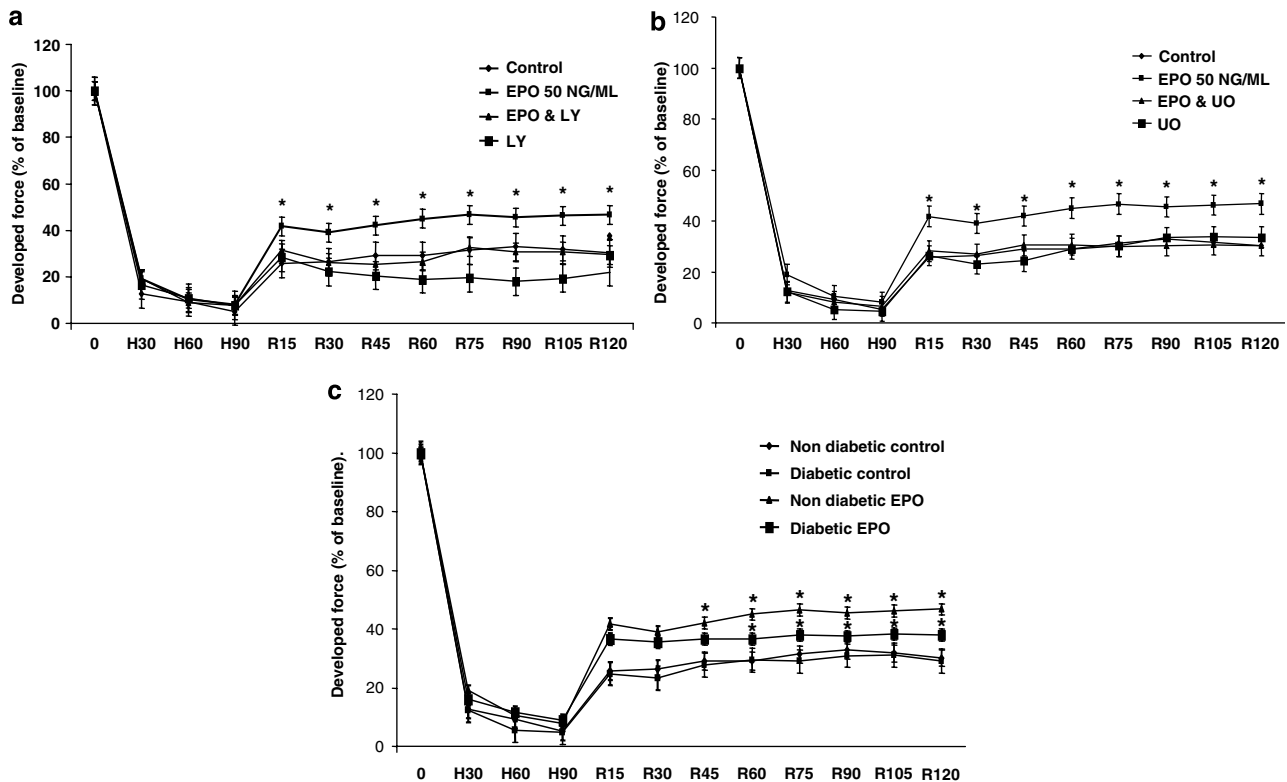 a
Developed force (% of baseline)
120
100
80
60
40
20
0
Control
EPO 50 NG/ML
EPO & LY
LY
* * * * * * * *
0 H30 H60 H90 R15 R30 R45 R60 R75 R90 R105 R120
b
Developed force (% of baseline)
120
100
80
60
40
20
0
Control
EPO 50 NG/ML
EPO & UO
UO
* * * * * * * *
0 H30 H60 H90 R15 R30 R45 R60 R75 R90 R105 R120
c
Developed force (% of baseline).
120
100
80
60
40
20
0
Non diabetic control
Diabetic control
Non diabetic EPO
Diabetic EPO
* * * * * *
* * * * *
0 H30 H60 H90 R15 R30 R45 R60 R75 R90 R105 R120